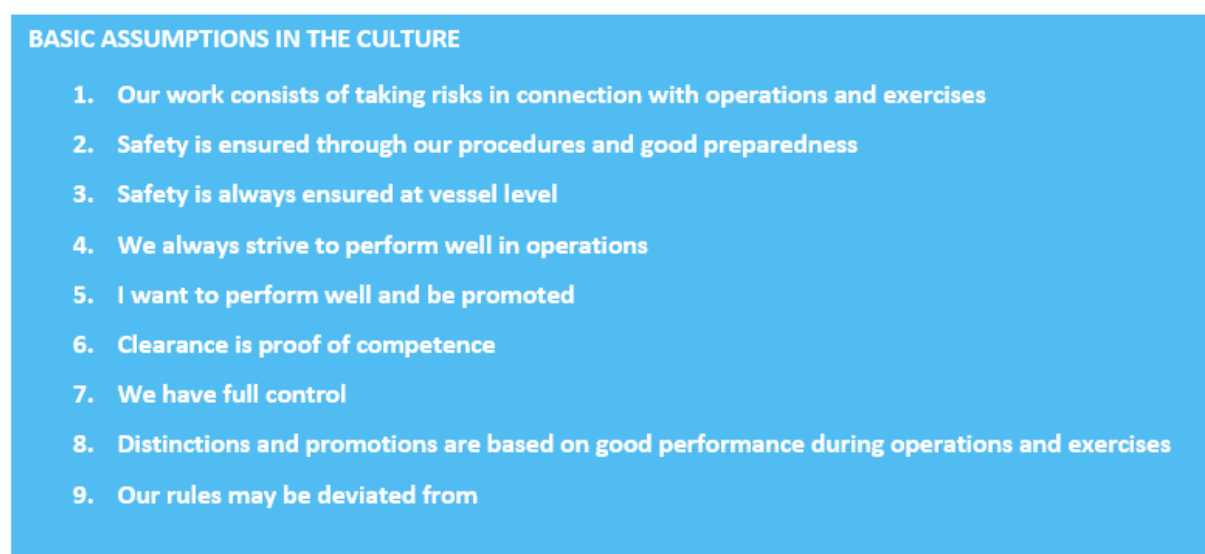 BASIC ASSUMPTIONS IN THE CULTURE
1. Our work consists of taking risks in connection with operations and exercises
2. Safety is ensured through our procedures and good preparedness
3. Safety is always ensured at vessel level
4. We always strive to perform well in operations
5. I want to perform well and be promoted
6. Clearance is proof of competence
7. We have full control
8. Distinctions and promotions are based on good performance during operations and exercises
9. Our rules may be deviated from